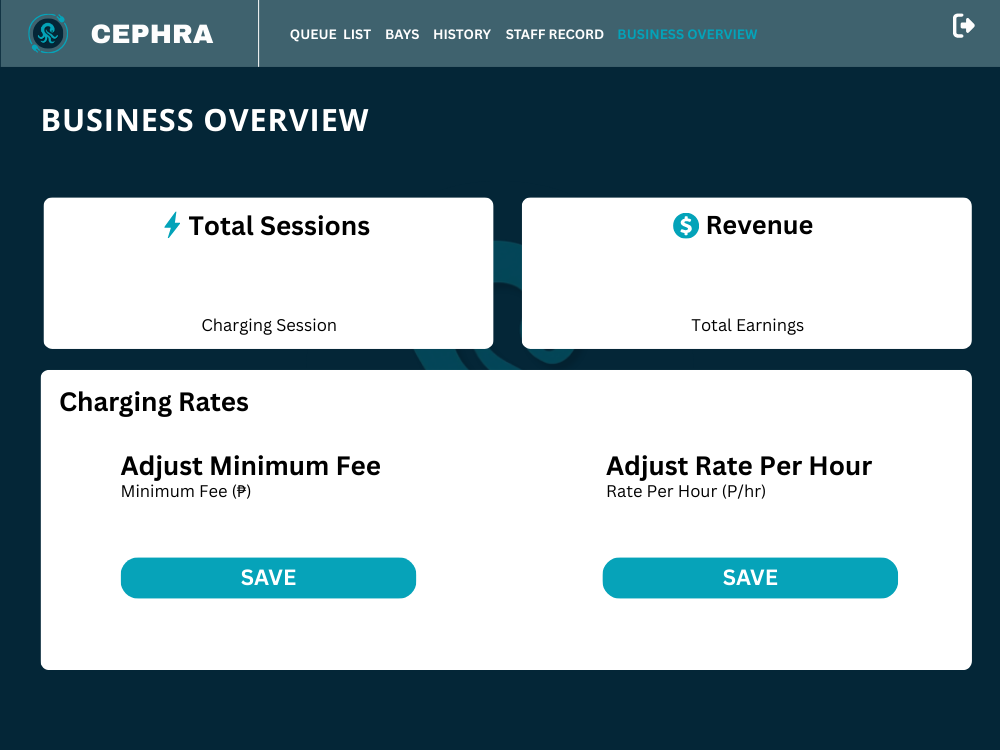 CEPHRA
QUEUE LIST BAYS HISTORY STAFF RECORD BUSINESS OVERVIEW
BUSINESS OVERVIEW
Total Sessions
Charging Session
$ Revenue
Total Earnings
Charging Rates
Adjust Minimum Fee
Minimum Fee (₱)
SAVE
Adjust Rate Per Hour
Rate Per Hour (P/hr)
SAVE